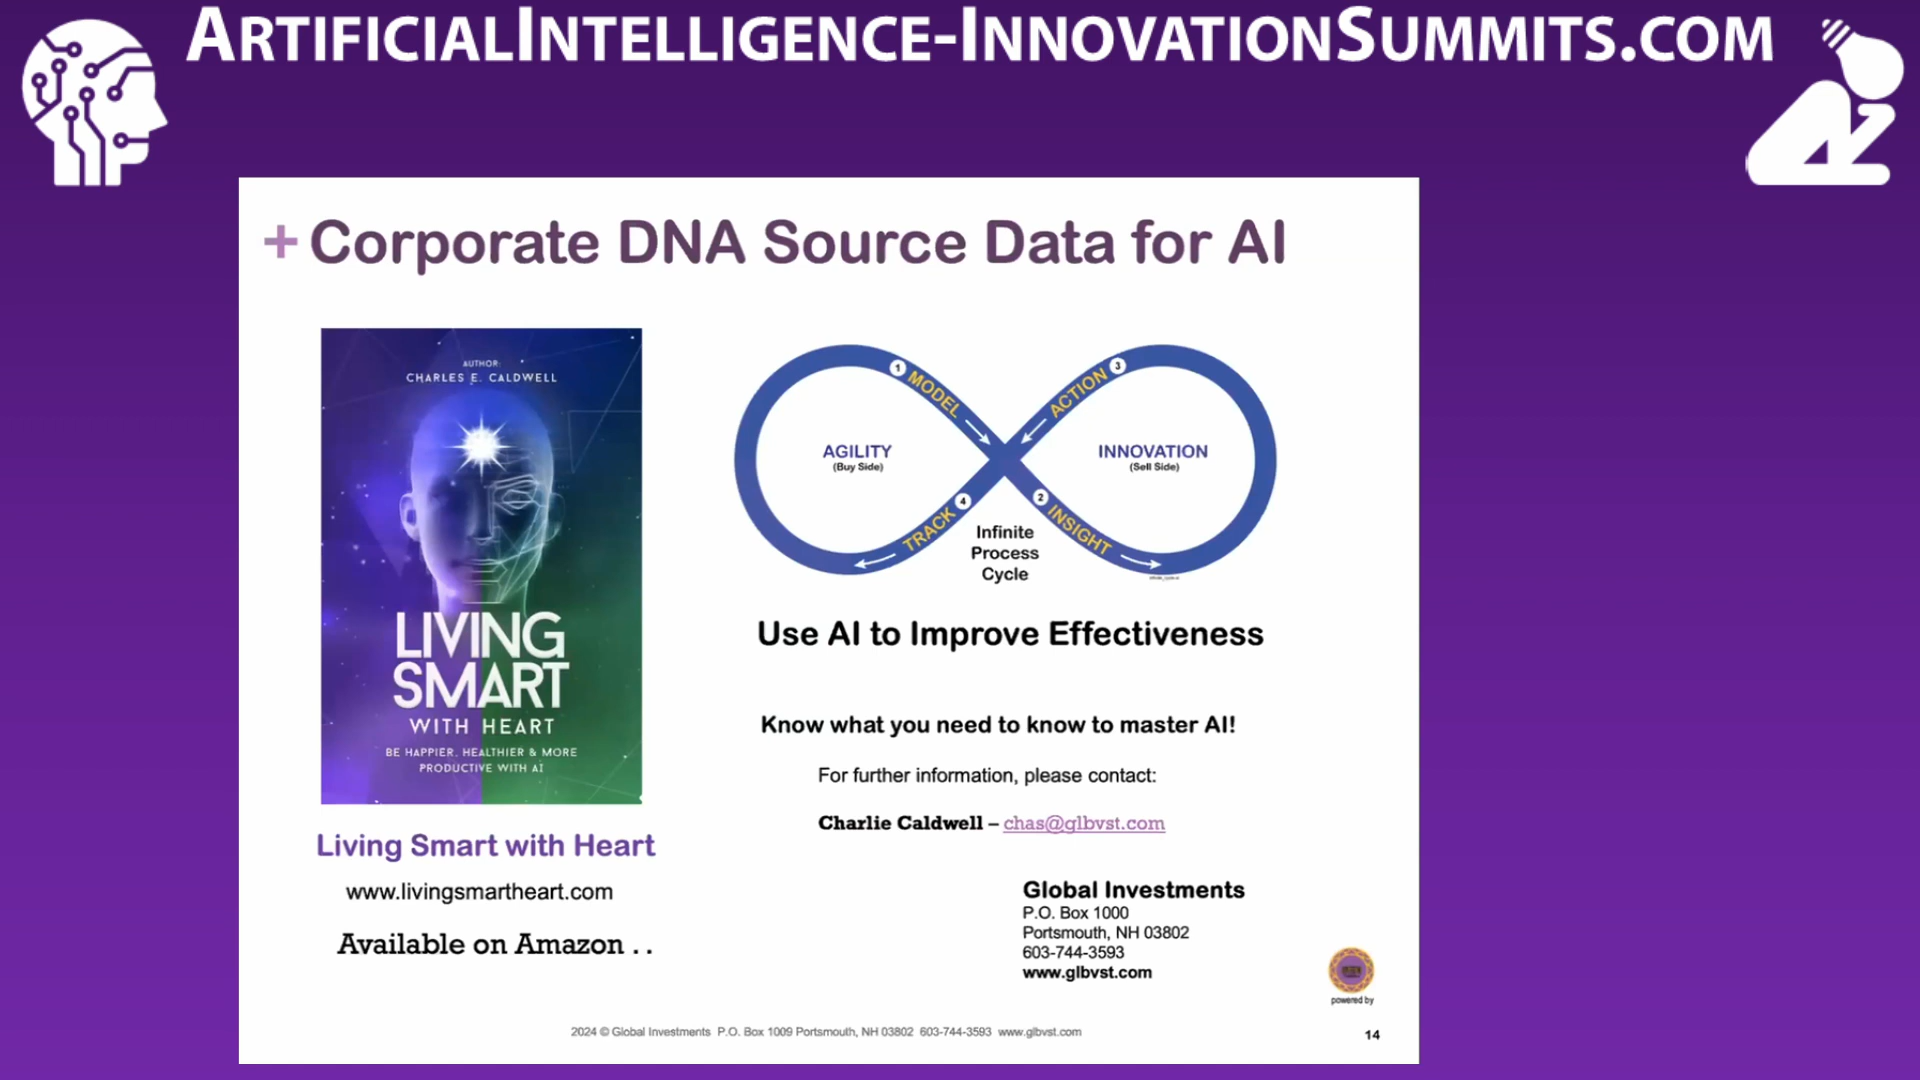 ARTIFICIALINTELLIGENCE-INNOVATIONSUMMITS.COM
+ Corporate DNA Source Data for AI
AUTHOR:
CHARLES E. CALDWELL
LIVING
SMART
WITH HEART
BE HAPPIER, HEALTHIER & MORE
PRODUCTIVE WITH AI
Living Smart with Heart
www.livingsmartheart.com
Available on Amazon . .
1 MODEL
ACTION 3
AGILITY
(Buy Side)
INNOVATION
(Sell Side)
TRACK 4
2 INSIGHT
Infinite
Process
Cycle
Use AI to Improve Effectiveness
Know what you need to know to master AI!
For further information, please contact:
Charlie Caldwell – chas@glbvst.com
Global Investments
P.O. Box 1000
Portsmouth, NH 03802
603-744-3593
www.glbvst.com
powered by
2024 © Global Investments P.O. Box 1009 Portsmouth, NH 03802 603-744-3593 www.glbvst.com
14